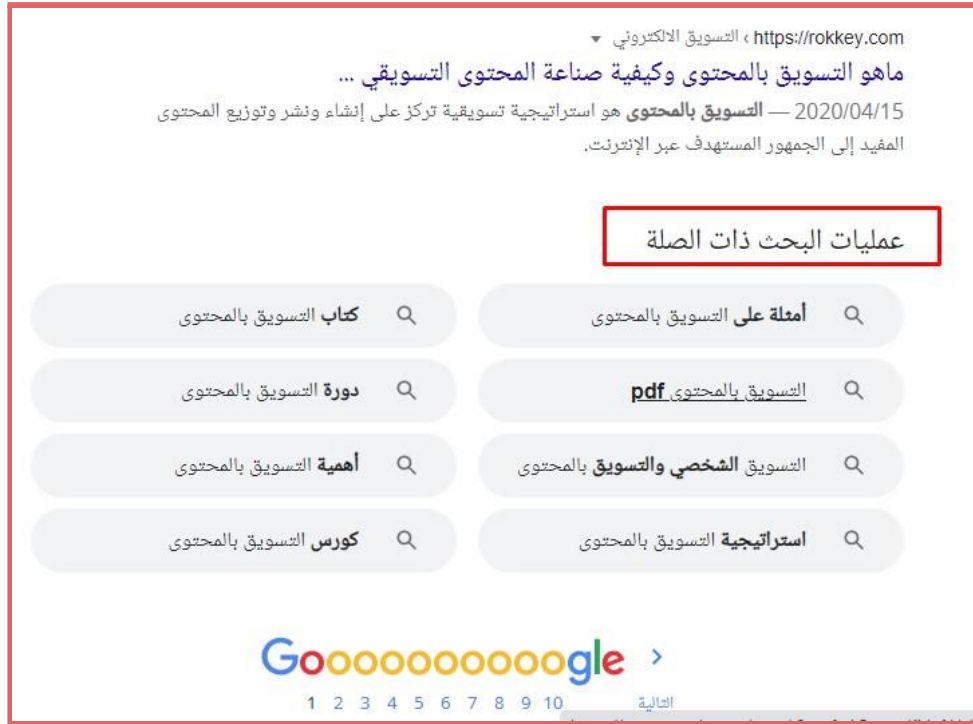 https://rokkey.com › التسويق الالكتروني
ماهو التسويق بالمحتوى وكيفية صناعة المحتوى التسويقي ...
2020/04/15 — التسويق بالمحتوى هو استراتيجية تسويقية تركز على إنشاء ونشر وتوزيع المحتوى
المفيد إلى الجمهور المستهدف عبر الإنترنت.
عمليات البحث ذات الصلة
أمثلة على التسويق بالمحتوى
كتاب التسويق بالمحتوى
التسويق بالمحتوى pdf
دورة التسويق بالمحتوى
التسويق الشخصي والتسويق بالمحتوى
أهمية التسويق بالمحتوى
استراتيجية التسويق بالمحتوى
كورس التسويق بالمحتوى
Goooooooooogle
1 2 3 4 5 6 7 8 9 10 التالية